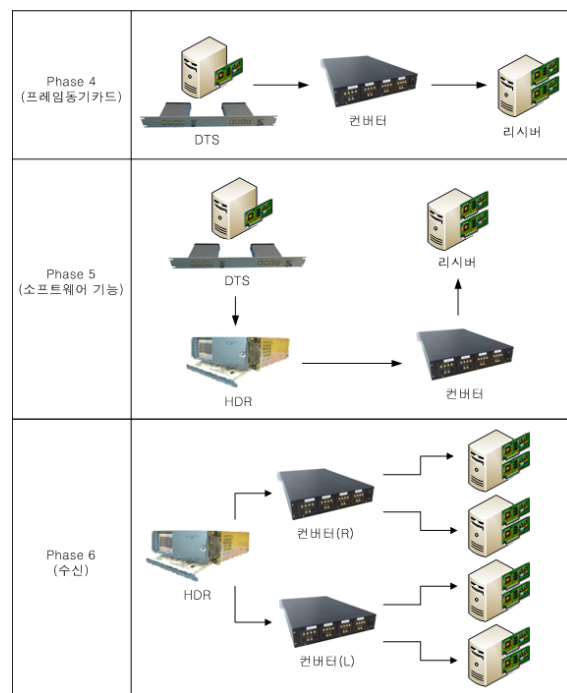 Phase 4
(프레임동기카드)
DTS
컨버터
리시버
Phase 5
(소프트웨어 기능)
DTS
리시버
HDR
컨버터
Phase 6
(수신)
HDR
컨버터(R)
컨버터(L)